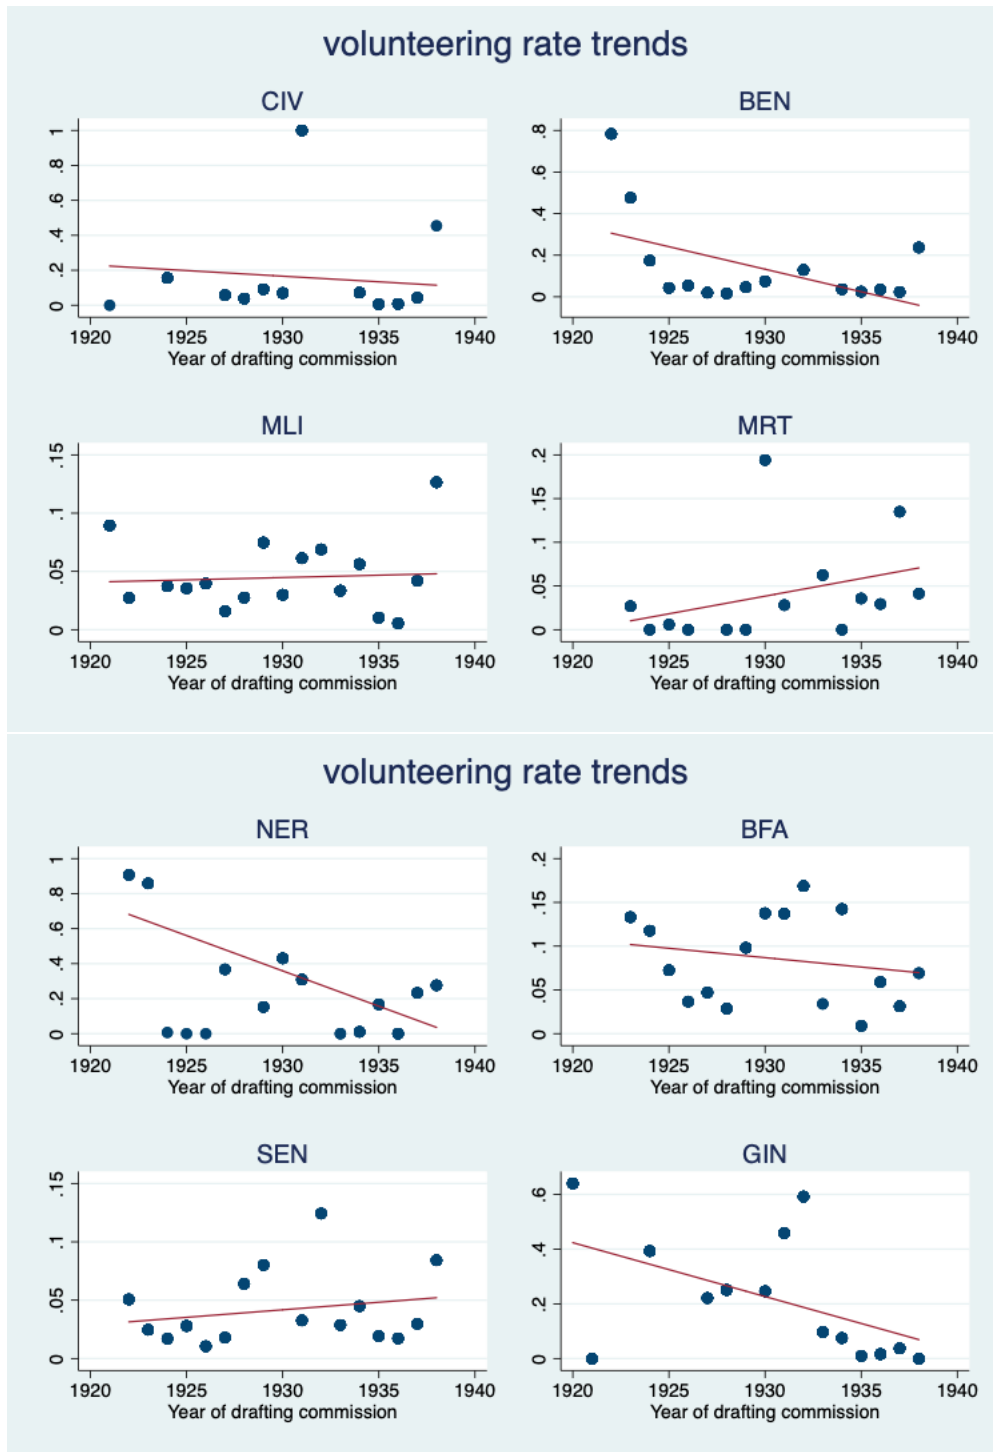 volunteering rate trends
CIV
0 .2 .4 .6 .8 1
1920 1925 1930 1935 1940
Year of drafting commission
BEN
0 .2 .4 .6 .8
1920 1925 1930 1935 1940
Year of drafting commission
MLI
0 .05 .1 .15
1920 1925 1930 1935 1940
Year of drafting commission
MRT
0 .05 .1 .15 .2
1920 1925 1930 1935 1940
Year of drafting commission
volunteering rate trends
NER
0 .2 .4 .6 .8 1
1920 1925 1930 1935 1940
Year of drafting commission
BFA
0 .05 .1 .15 .2
1920 1925 1930 1935 1940
Year of drafting commission
SEN
0 .05 .1 .15
1920 1925 1930 1935 1940
Year of drafting commission
GIN
0 .2 .4 .6
1920 1925 1930 1935 1940
Year of drafting commission